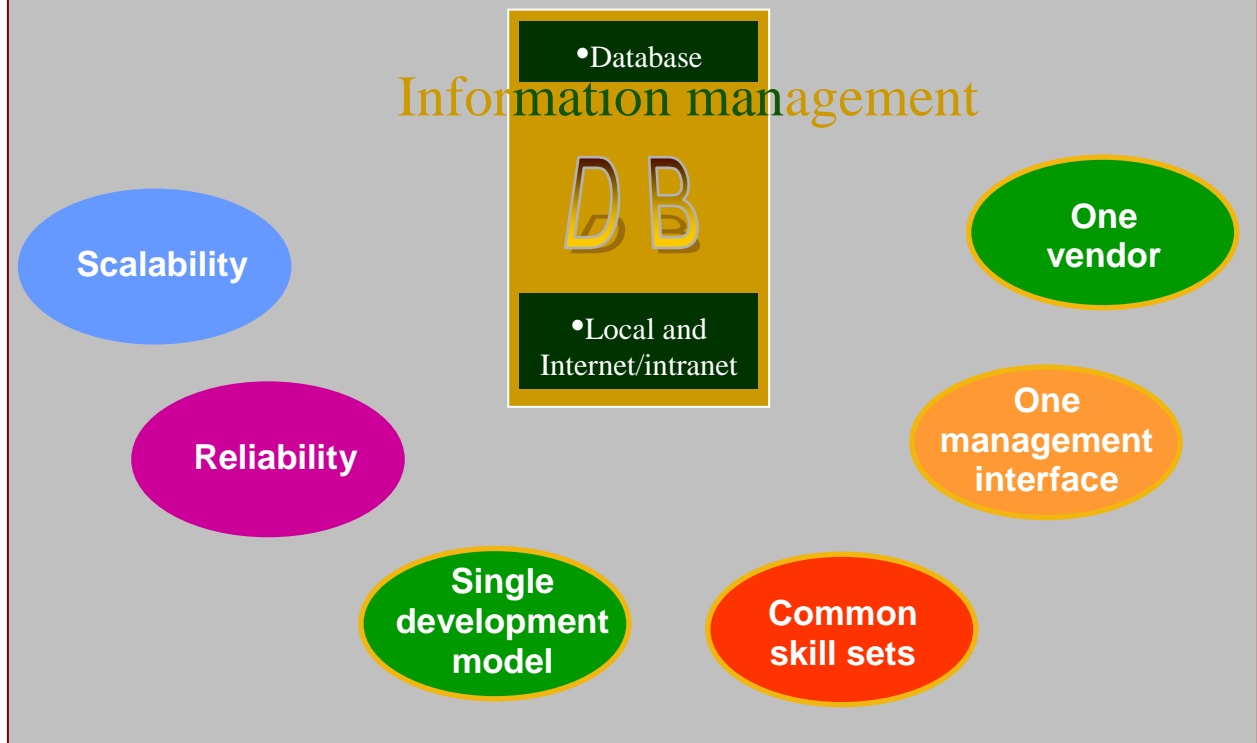 •Database
Information management
DB
Scalability
One
vendor
•Local and
Internet/intranet
One
management
interface
Reliability
Single
development
model
Common
skill sets